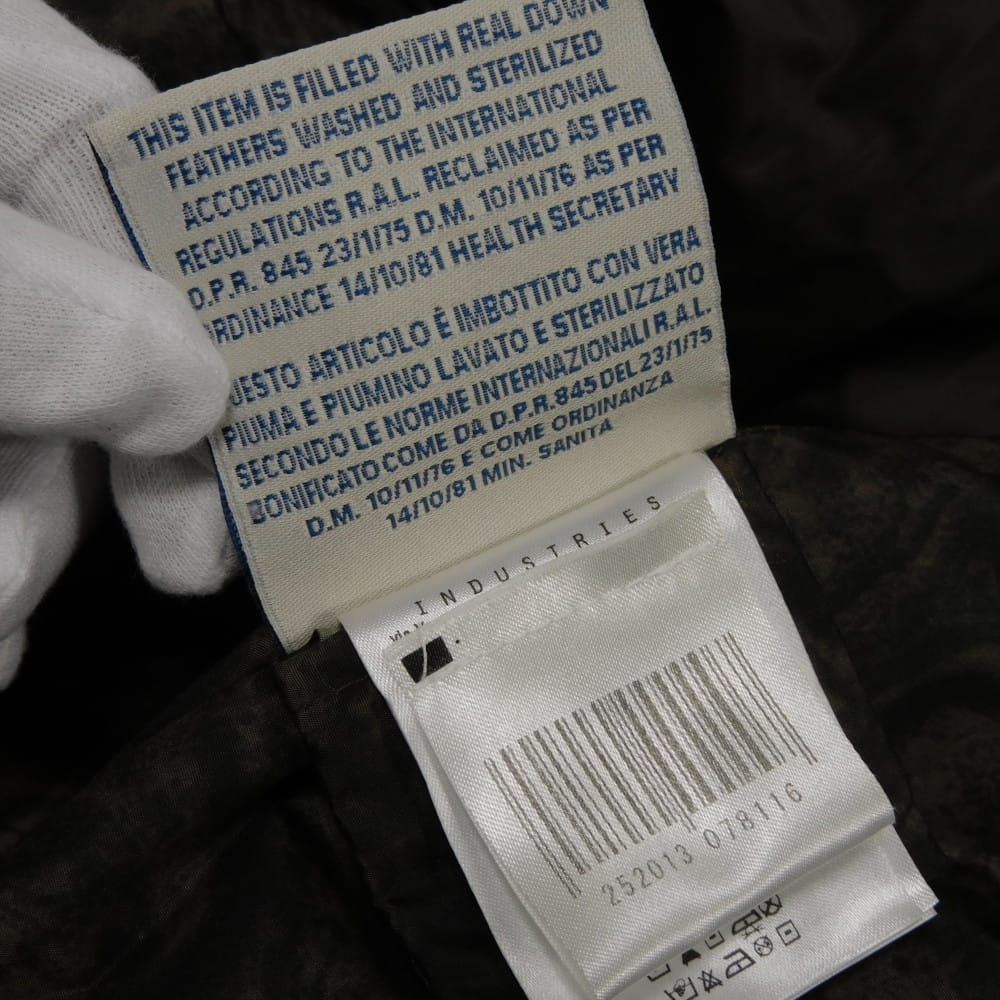 THIS ITEM IS FILLED WITH REAL DOWN
FEATHERS WASHED AND STERILIZED
ACCORDING TO THE INTERNATIONAL
REGULATIONS R.A.L. RECLAIMED AS PER
D.P.R. 845 23/1/75 D.M. 10/11/76 AS PER
RDINANCE 14/10/81 HEALTH SECRETARY
UESTO ARTICOLO È IMBOTTITO CON VERA
PIUMA E PIUMINO LAVATO E STERILIZZATO
SECONDO LE NORME INTERNAZIONALI R.A.L.
BONIFICATO COME DA D.P.R. 845 DEL 23/1/75
D.M. 10/11/76 E COME ORDINANZA
14/10/81 MIN. SANITA
INDUSTRIES
252013 078116